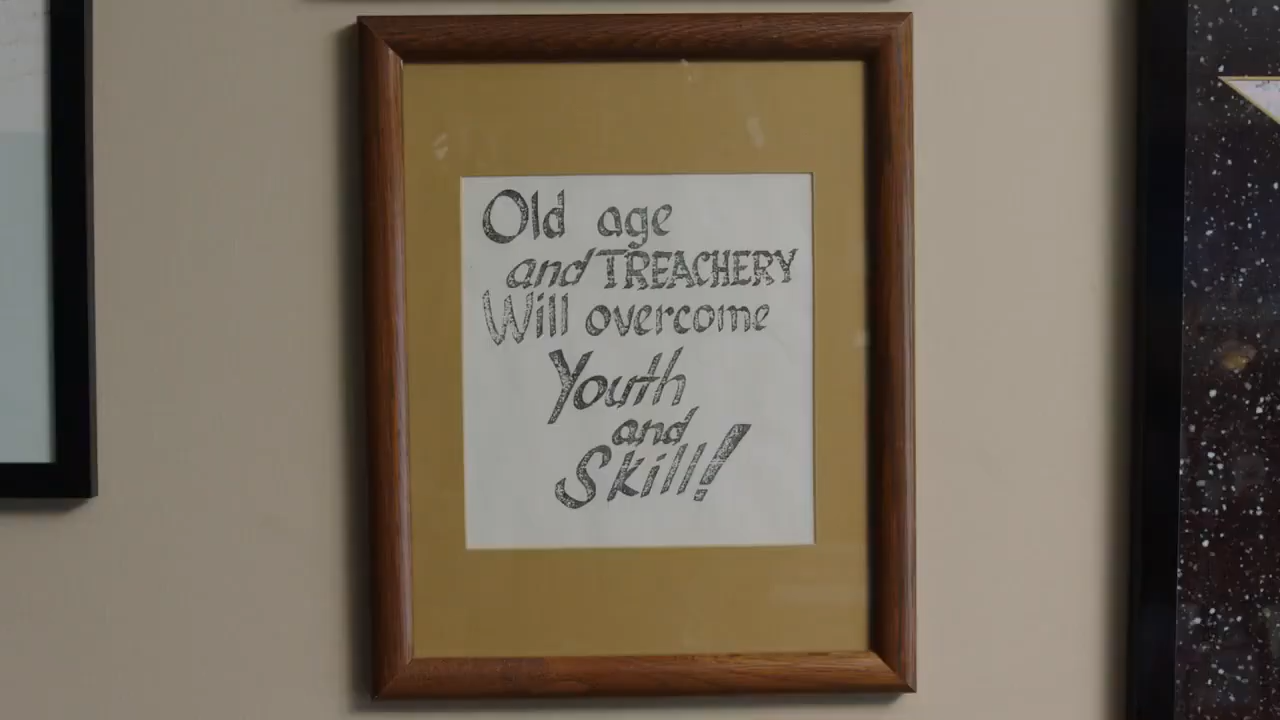 Old age
and TREACHERY
Will overcome
Youth
and
Skill!